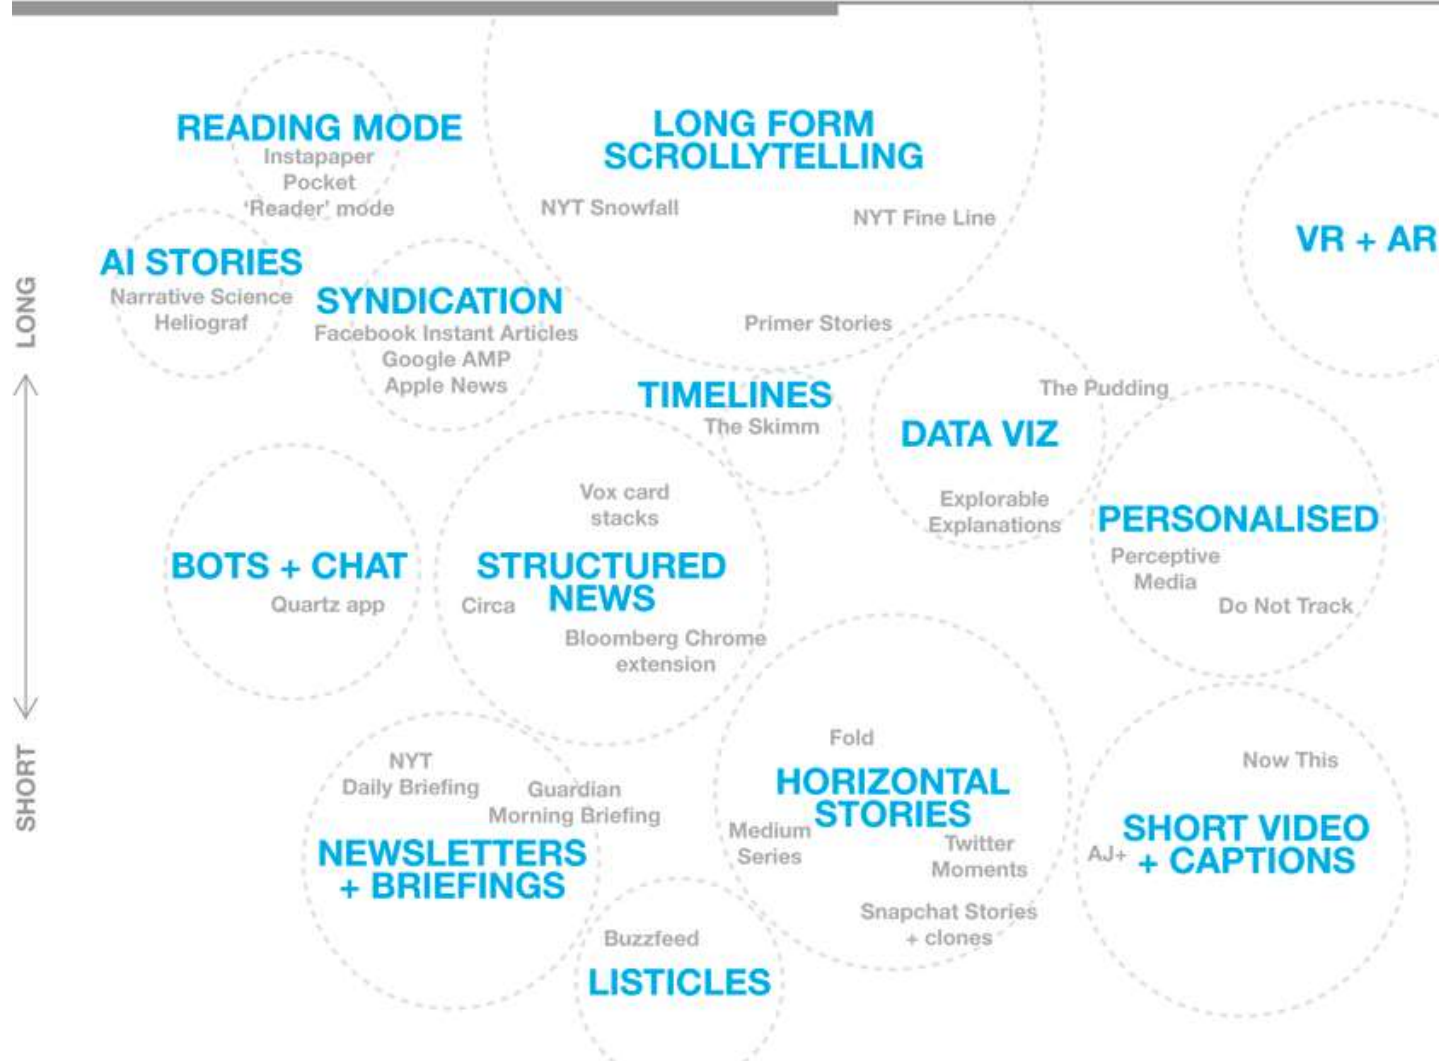 READING MODE
Instapaper
Pocket
‘Reader’ mode
LONG FORM
SCROLLYTELLING
NYT Snowfall
NYT Fine Line
Primer Stories
VR + AR
AI STORIES
Narrative Science
Heliograf
SYNDICATION
Facebook Instant Articles
Google AMP
Apple News
LONG
TIMELINES
The Skimm
DATA VIZ
The Pudding
Explorable
Explanations
PERSONALISED
Perceptive
Media
Do Not Track
BOTS + CHAT
Quartz app
Vox card
stacks
STRUCTURED
NEWS
Circa
Bloomberg Chrome
extension
SHORT
NYT
Daily Briefing
Guardian
Morning Briefing
NEWSLETTERS
+ BRIEFINGS
Fold
HORIZONTAL
STORIES
Medium
Series
Twitter
Moments
Snapchat Stories
+ clones
Now This
SHORT VIDEO
+ CAPTIONS
AJ+
Buzzfeed
LISTICLES